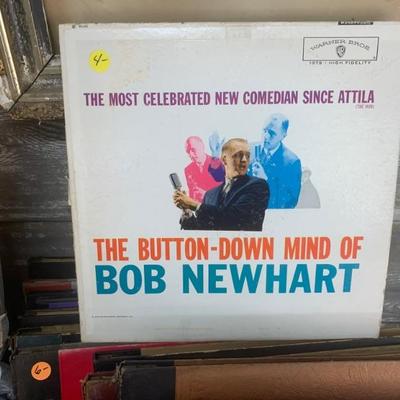 4-
WARNER BROS.
1379 : HIGH FIDELITY
THE MOST CELEBRATED NEW COMEDIAN SINCE ATTILA
(THE HUN)
THE BUTTON-DOWN MIND OF
BOB NEWHART
6-